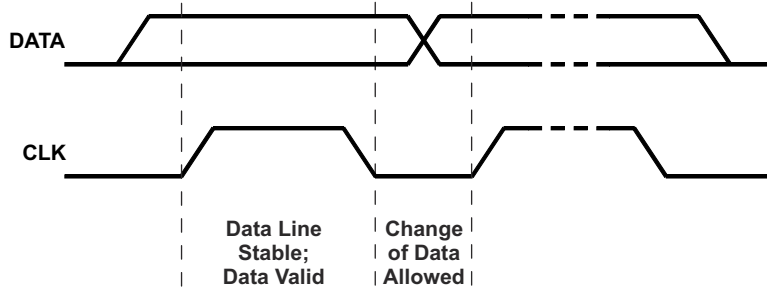 DATA
CLK
Data Line
Stable;
Data Valid
Change
of Data
Allowed